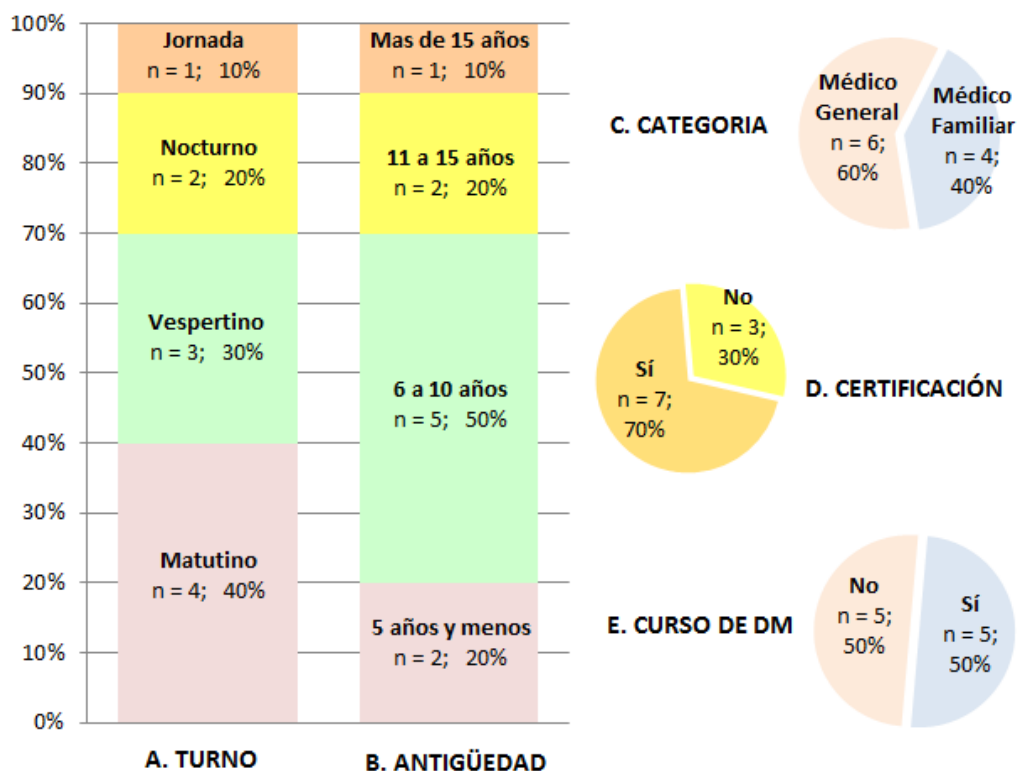 100%
90%
80%
70%
60%
50%
40%
30%
20%
10%
0%
Jornada
n = 1; 10%
Nocturno
n = 2; 20%
Vespertino
n = 3; 30%
Matutino
n = 4; 40%
A. TURNO
Mas de 15 años
n = 1; 10%
11 a 15 años
n = 2; 20%
6 a 10 años
n = 5; 50%
5 años y menos
n = 2; 20%
B. ANTIGÜEDAD
C. CATEGORIA
Médico
General
n = 6;
60%
Médico
Familiar
n = 4;
40%
No
n = 3;
30%
Sí
n = 7;
70%
D. CERTIFICACIÓN
E. CURSO DE DM
No
n = 5;
50%
Sí
n = 5;
50%